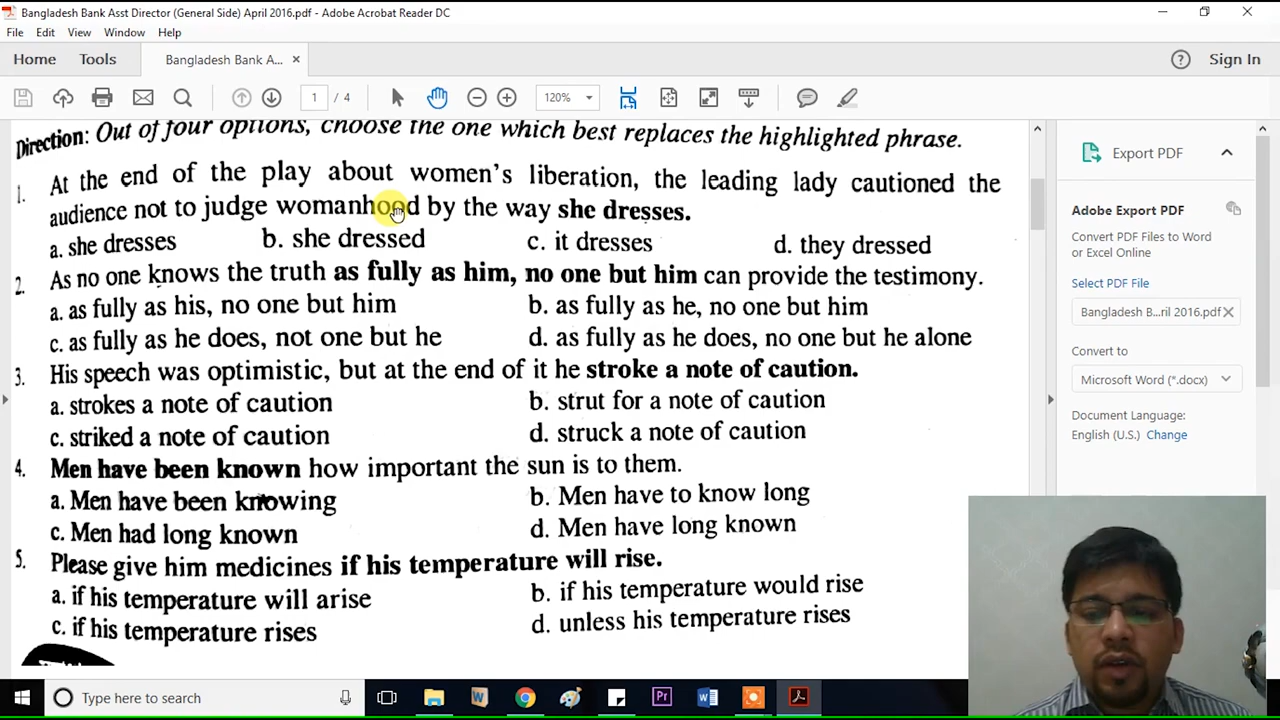 Bangladesh Bank Asst Director (General Side) April 2016.pdf - Adobe Acrobat Reader DC
File Edit View Window Help
Home Tools Bangladesh Bank A... × Sign In
1 / 4 120%
Direction: Out of four options, choose the one which best replaces the highlighted phrase.
1. At the end of the play about women's liberation, the leading lady cautioned the
audience not to judge womanhood by the way she dresses.
a. she dresses b. she dressed c. it dresses d. they dressed
2. As no one knows the truth as fully as him, no one but him can provide the testimony.
a. as fully as his, no one but him b. as fully as he, no one but him
c. as fully as he does, not one but he d. as fully as he does, no one but he alone
3. His speech was optimistic, but at the end of it he stroke a note of caution.
a. strokes a note of caution b. strut for a note of caution
c. striked a note of caution d. struck a note of caution
4. Men have been known how important the sun is to them.
a. Men have been knowing b. Men have to know long
c. Men had long known d. Men have long known
5. Please give him medicines if his temperature will rise.
a. if his temperature will arise b. if his temperature would rise
c. if his temperature rises d. unless his temperature rises
Export PDF
Adobe Export PDF
Convert PDF Files to Word
or Excel Online
Select PDF File
Bangladesh B...ril 2016.pdf ×
Convert to
Microsoft Word (*.docx)
Document Language:
English (U.S.) Change
Type here to search